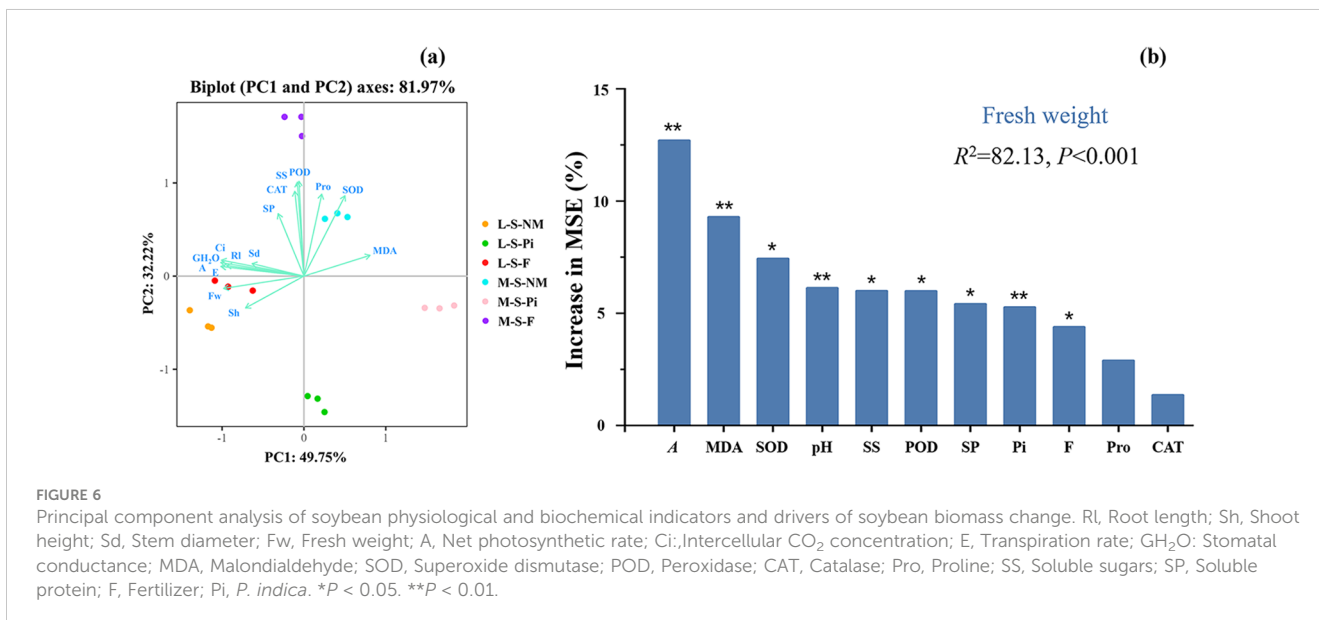 (a)
Biplot (PC1 and PC2) axes: 81.97%
PC2: 32.22%
1
0
-1
SS POD
CAT
Pro
SOD
SP
MDA
Ci
GH₂O
Rl
Sd
A
E
Fw
Sh
-1
0
1
PC1: 49.75%
L-S-NM
L-S-Pi
L-S-F
M-S-NM
M-S-Pi
M-S-F
(b)
Increase in MSE (%)
15
10
5
0
Fresh weight
R²=82.13, P<0.001
**
**
*
**
*
*
*
**
*
A MDA SOD pH SS POD SP Pi F Pro CAT
FIGURE 6
Principal component analysis of soybean physiological and biochemical indicators and drivers of soybean biomass change. Rl, Root length; Sh, Shoot
height; Sd, Stem diameter; Fw, Fresh weight; A, Net photosynthetic rate; Ci:,Intercellular CO₂ concentration; E, Transpiration rate; GH₂O: Stomatal
conductance; MDA, Malondialdehyde; SOD, Superoxide dismutase; POD, Peroxidase; CAT, Catalase; Pro, Proline; SS, Soluble sugars; SP, Soluble
protein; F, Fertilizer; Pi, P. indica. *P < 0.05. **P < 0.01.